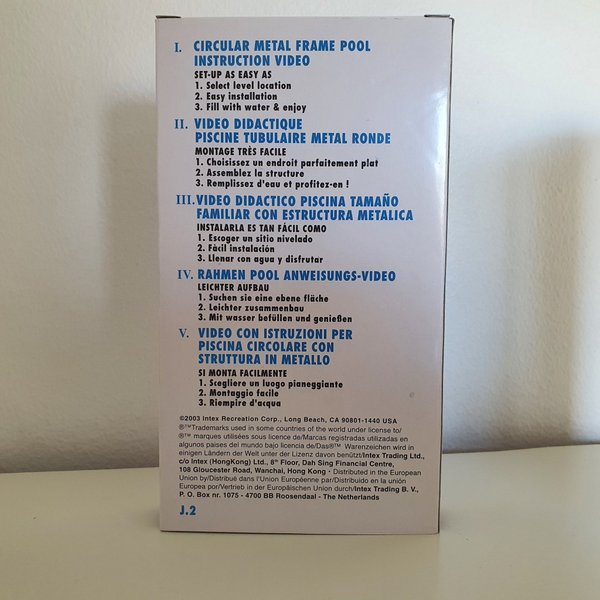 I. CIRCULAR METAL FRAME POOL
INSTRUCTION VIDEO
SET-UP AS EASY AS
1. Select level location
2. Easy installation
3. Fill with water & enjoy
II. VIDEO DIDACTIQUE
PISCINE TUBULAIRE METAL RONDE
MONTAGE TRÈS FACILE
1. Choisissez un endroit parfaitement plat
2. Assemblez la structure
3. Remplissez d'eau et profitez-en !
III. VIDEO DIDACTICO PISCINA TAMAÑO
FAMILIAR CON ESTRUCTURA METALICA
INSTALARLA ES TAN FÁCIL COMO
1. Escoger un sitio nivelado
2. Fàcil instalación
3. Llenar con agua y disfrutar
IV. RAHMEN POOL ANWEISUNGS-VIDEO
LEICHTER AUFBAU
1. Suchen sie eine ebene fläche
2. Leichter zusammenbau
3. Mit wasser befüllen und genießen
V. VIDEO CON ISTRUZIONI PER
PISCINA CIRCOLARE CON
STRUTTURA IN METALLO
SI MONTA FACILMENTE
1. Scegliere un luogo pianeggiante
2. Montaggio facile
3. Riempire d'acqua
©2003 Intex Recreation Corp., Long Beach, CA 90801-1440 USA
®™Trademarks used in some countries of the world under license to/
®™ marques utilisées sous licence de/Marcas registradas utilizadas en
algunos paises del mundo bajo licencia de/Das®™ Warenzeichen wird in
einigen Ländern der Welt unter der Lizenz davon benützt/Intex Trading Ltd.,
c/o Intex (HongKong) Ltd., 8th Floor, Dah Sing Financial Centre,
108 Gloucester Road, Wanchai, Hong Kong • Distributed in the European
Union by/Distribué dans l'Union Européenne par/Distribuido en la unión
Europea por/Vertrieb in der Europäischen Union durch/Intex Trading B. V.,
P. O. Box nr. 1075 - 4700 BB Roosendaal - The Netherlands
J.2